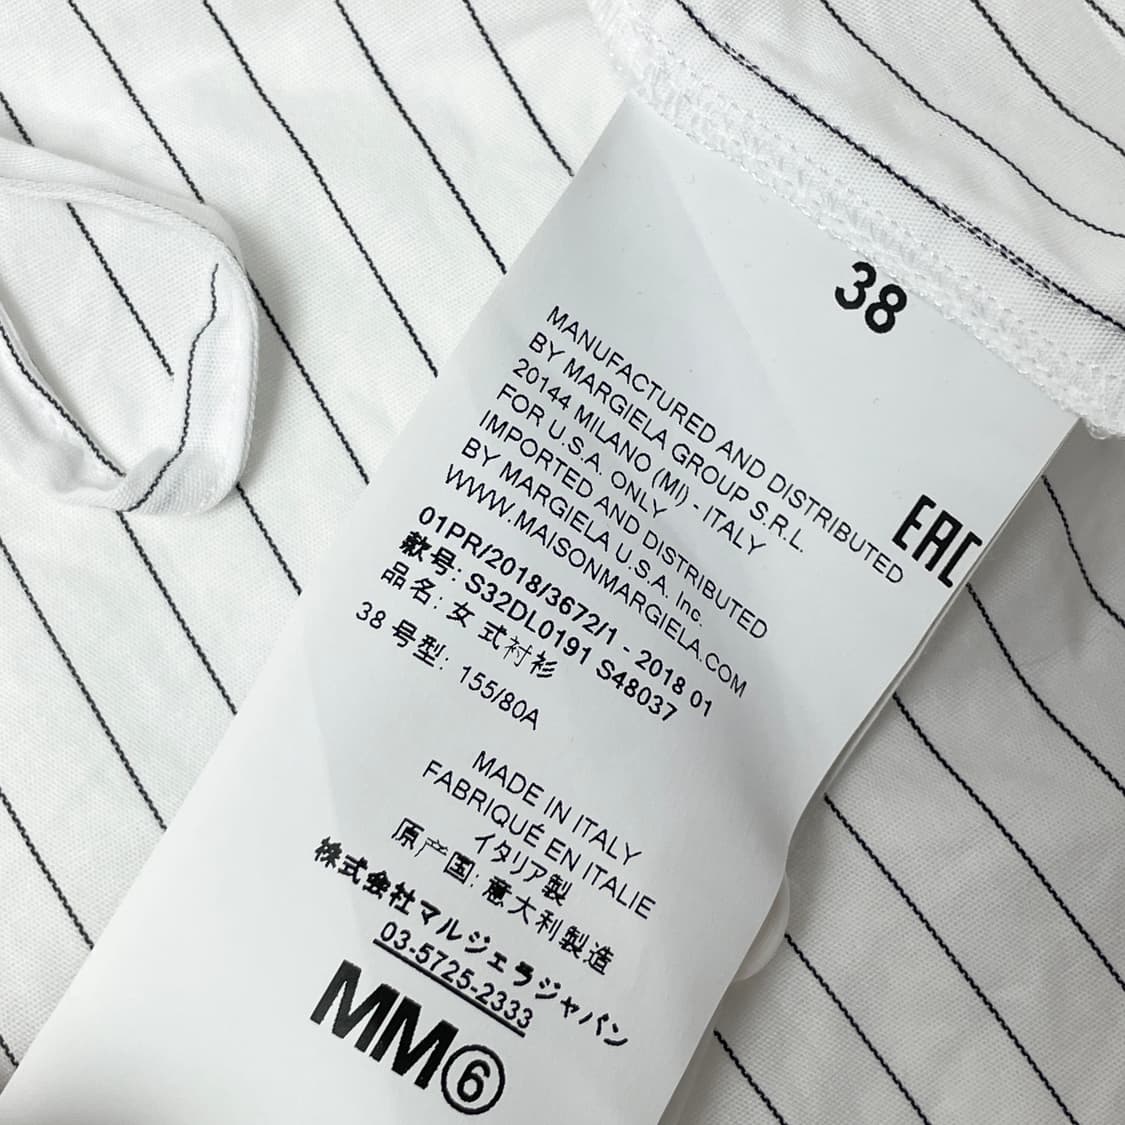 38
MANUFACTURED AND DISTRIBUTED
BY MARGIELA GROUP S.R.L.
20144 MILANO (MI) - ITALY
FOR U.S.A. ONLY
IMPORTED AND DISTRIBUTED
BY MARGIELA U.S.A. Inc.
WWW.MAISONMARGIELA.COM
EAC
01PR/2018/3672/1 - 2018 01
款号: S32DL0191 S48037
品名: 女 式衬衫
38 号型: 155/80A
MADE IN ITALY
FABRIQUÉ EN ITALIE
イタリア製
原产国: 意大利製造
株式会社マルジェラジャパン
03-5725-2333
MM⑥